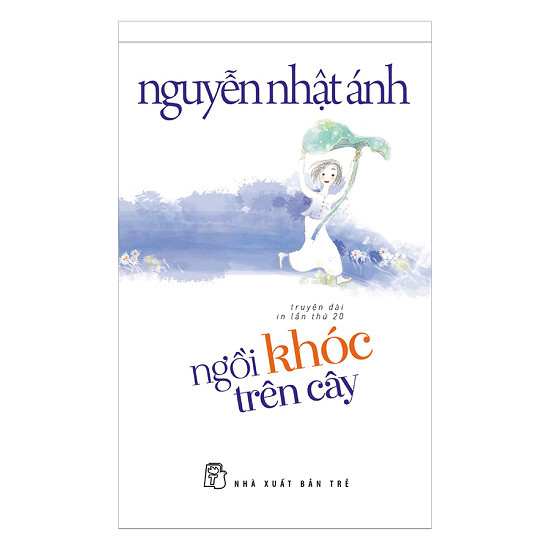 nguyễn nhật ánh
truyện dài
in lần thứ 20
ngồi khóc
trên cây
NHÀ XUẤT BẢN TRẺ